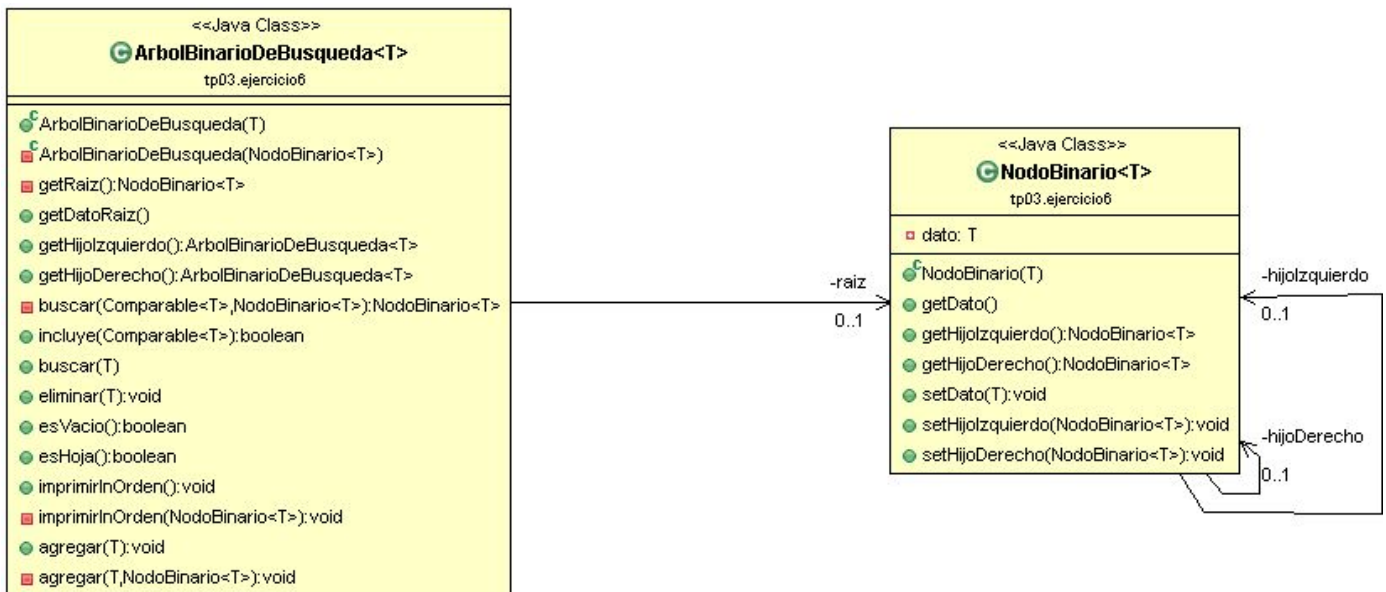 <<Java Class>>
ArbolBinarioDeBusqueda<T>
tp03.ejercicio6
ArbolBinarioDeBusqueda(T)
ArbolBinarioDeBusqueda(NodoBinario<T>)
getRaiz():NodoBinario<T>
getDatoRaiz()
getHijoIzquierdo():ArbolBinarioDeBusqueda<T>
getHijoDerecho():ArbolBinarioDeBusqueda<T>
buscar(Comparable<T>,NodoBinario<T>):NodoBinario<T>
incluye(Comparable<T>):boolean
buscar(T)
eliminar(T):void
esVacio():boolean
esHoja():boolean
imprimirInOrden():void
imprimirInOrden(NodoBinario<T>):void
agregar(T):void
agregar(T,NodoBinario<T>):void
-raiz
0..1
<<Java Class>>
NodoBinario<T>
tp03.ejercicio6
dato: T
NodoBinario(T)
getDato()
getHijoIzquierdo():NodoBinario<T>
getHijoDerecho():NodoBinario<T>
setDato(T):void
setHijoIzquierdo(NodoBinario<T>):void
setHijoDerecho(NodoBinario<T>):void
-hijoIzquierdo
0..1
-hijoDerecho
0..1